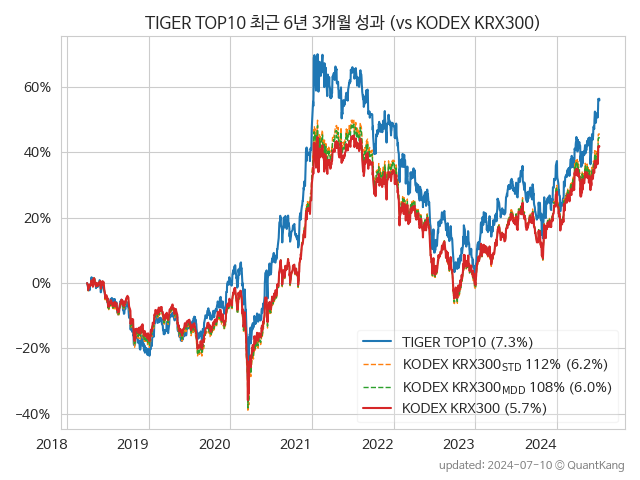 TIGER TOP10 최근 6년 3개월 성과 (vs KODEX KRX300)
60%
40%
20%
0%
−20%
−40%
TIGER TOP10 (7.3%)
KODEX KRX300STD 112% (6.2%)
KODEX KRX300MDD 108% (6.0%)
KODEX KRX300 (5.7%)
2018 2019 2020 2021 2022 2023 2024
updated: 2024-07-10 © QuantKang